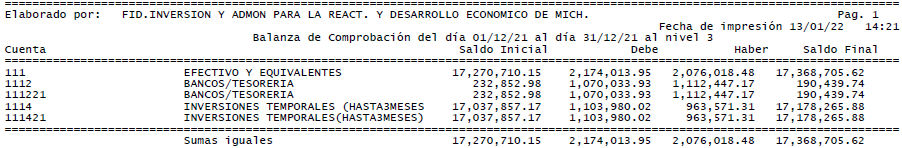 Elaborado por: FID.INVERSION Y ADMON PARA LA REACT. Y DESARROLLO ECONOMICO DE MICH. Pag. 1
Fecha de impresión 13/01/22 14:21
Balanza de Comprobación del día 01/12/21 al día 31/12/21 al nivel 3
Cuenta Saldo Inicial Debe Haber Saldo Final
111 EFECTIVO Y EQUIVALENTES 17,270,710.15 2,174,013.95 2,076,018.48 17,368,705.62
1112 BANCOS/TESORERIA 232,852.98 1,070,033.93 1,112,447.17 190,439.74
111221 BANCOS/TESORERIA 232,852.98 1,070,033.93 1,112,447.17 190,439.74
1114 INVERSIONES TEMPORALES (HASTA3MESES 17,037,857.17 1,103,980.02 963,571.31 17,178,265.88
111421 INVERSIONES TEMPORALES(HASTA3MESES) 17,037,857.17 1,103,980.02 963,571.31 17,178,265.88
Sumas iguales 17,270,710.15 2,174,013.95 2,076,018.48 17,368,705.62